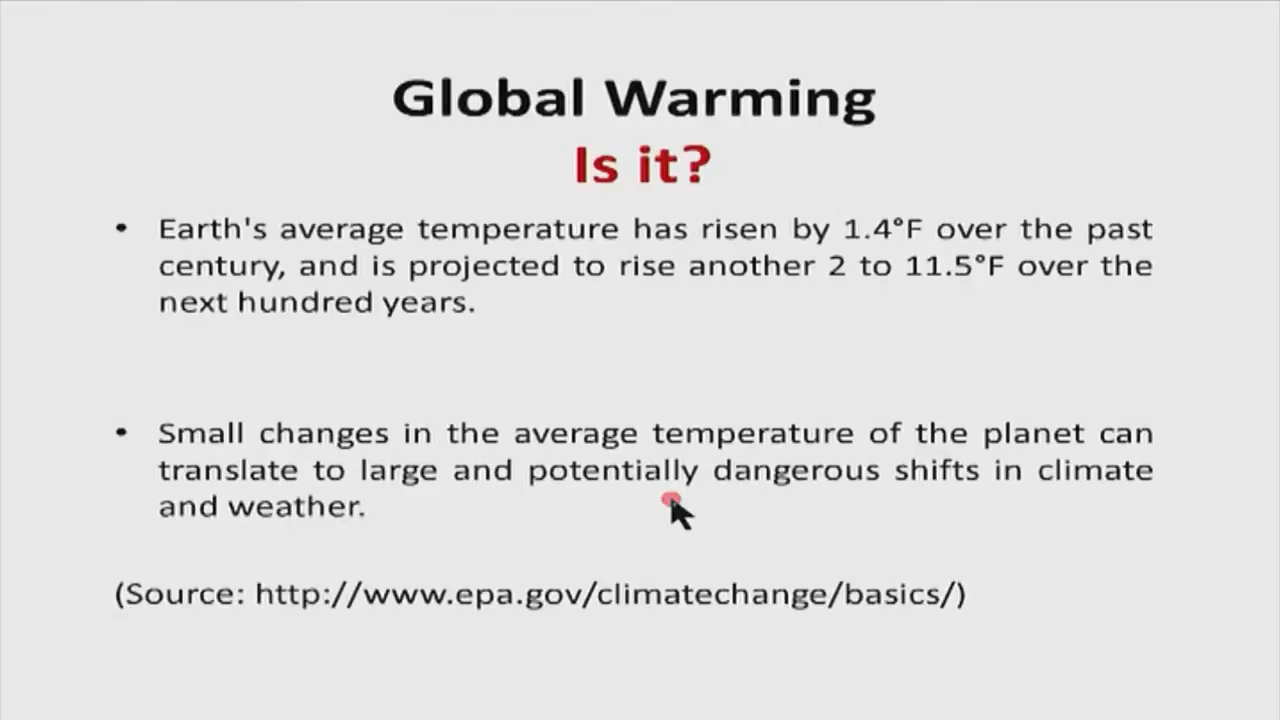 Global Warming
Is it?
• Earth's average temperature has risen by 1.4°F over the past
century, and is projected to rise another 2 to 11.5°F over the
next hundred years.
• Small changes in the average temperature of the planet can
translate to large and potentially dangerous shifts in climate
and weather.
(Source: http://www.epa.gov/climatechange/basics/)